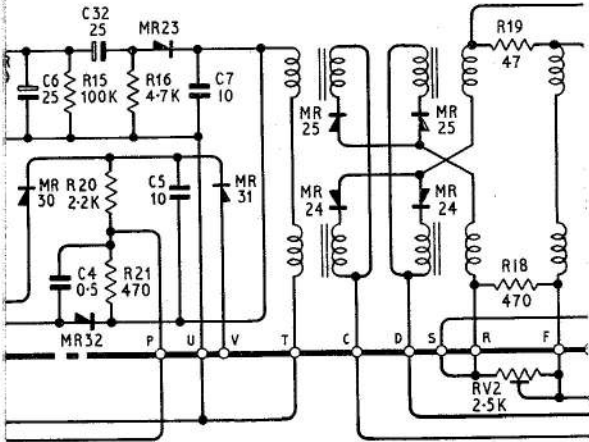 C32
25
MR23
R19
47
C6
25
R15
100K
R16
4·7K
C7
10
MR
25
MR
25
MR
30
R20
2·2K
C5
10
MR
31
MR
24
MR
24
C4
0·5
R21
470
R18
470
MR32
P U V T C D S R F
RV2
2·5K